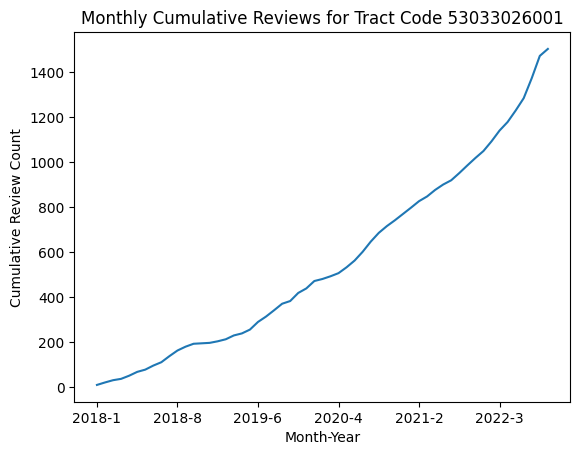 Monthly Cumulative Reviews for Tract Code 53033026001
Cumulative Review Count
1400
1200
1000
800
600
400
200
0
2018-1 2018-8 2019-6 2020-4 2021-2 2022-3
Month-Year